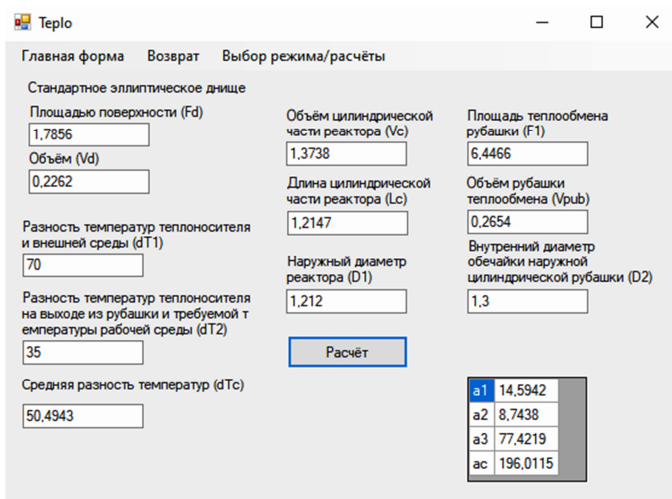 Teplo
Главная форма Возврат Выбор режима/расчёты
Стандартное эллиптическое днище
Площадью поверхности (Fd)
1,7856
Объём (Vd)
0,2262
Разность температур теплоносителя
и внешней среды (dT1)
70
Разность температур теплоносителя
на выходе из рубашки и требуемой т
емпературы рабочей среды (dT2)
35
Средняя разность температур (dTc)
50,4943
Объём цилиндрической
части реактора (Vc)
1,3738
Длина цилиндрической
части реактора (Lc)
1,2147
Наружный диаметр
реактора (D1)
1,212
Расчёт
Площадь теплообмена
рубашки (F1)
6,4466
Объём рубашки
теплообмена (Vpub)
0,2654
Внутренний диаметр
обечайки наружной
цилиндрической рубашки (D2)
1,3
a1 14,5942
a2 8,7438
a3 77,4219
ac 196,0115